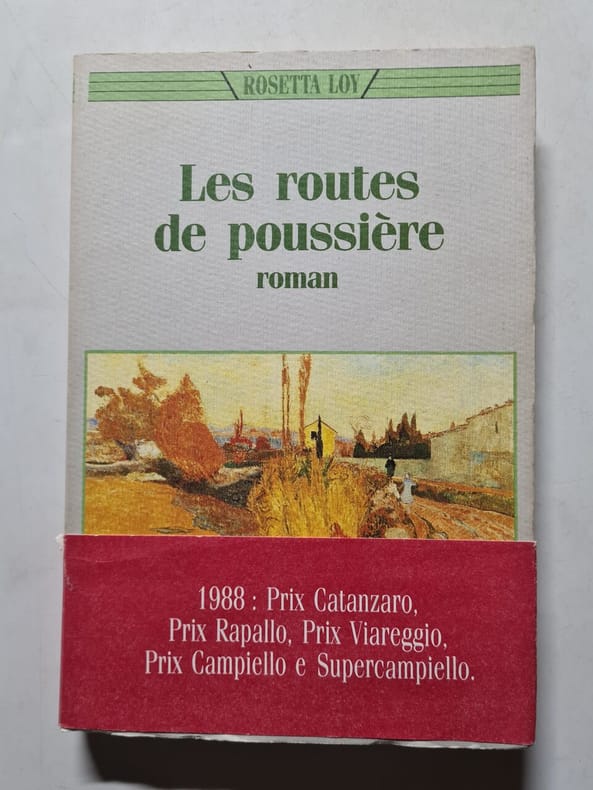 ROSETTA LOY
Les routes
de poussière
roman
1988 : Prix Catanzaro,
Prix Rapallo, Prix Viareggio,
Prix Campiello e Supercampiello.